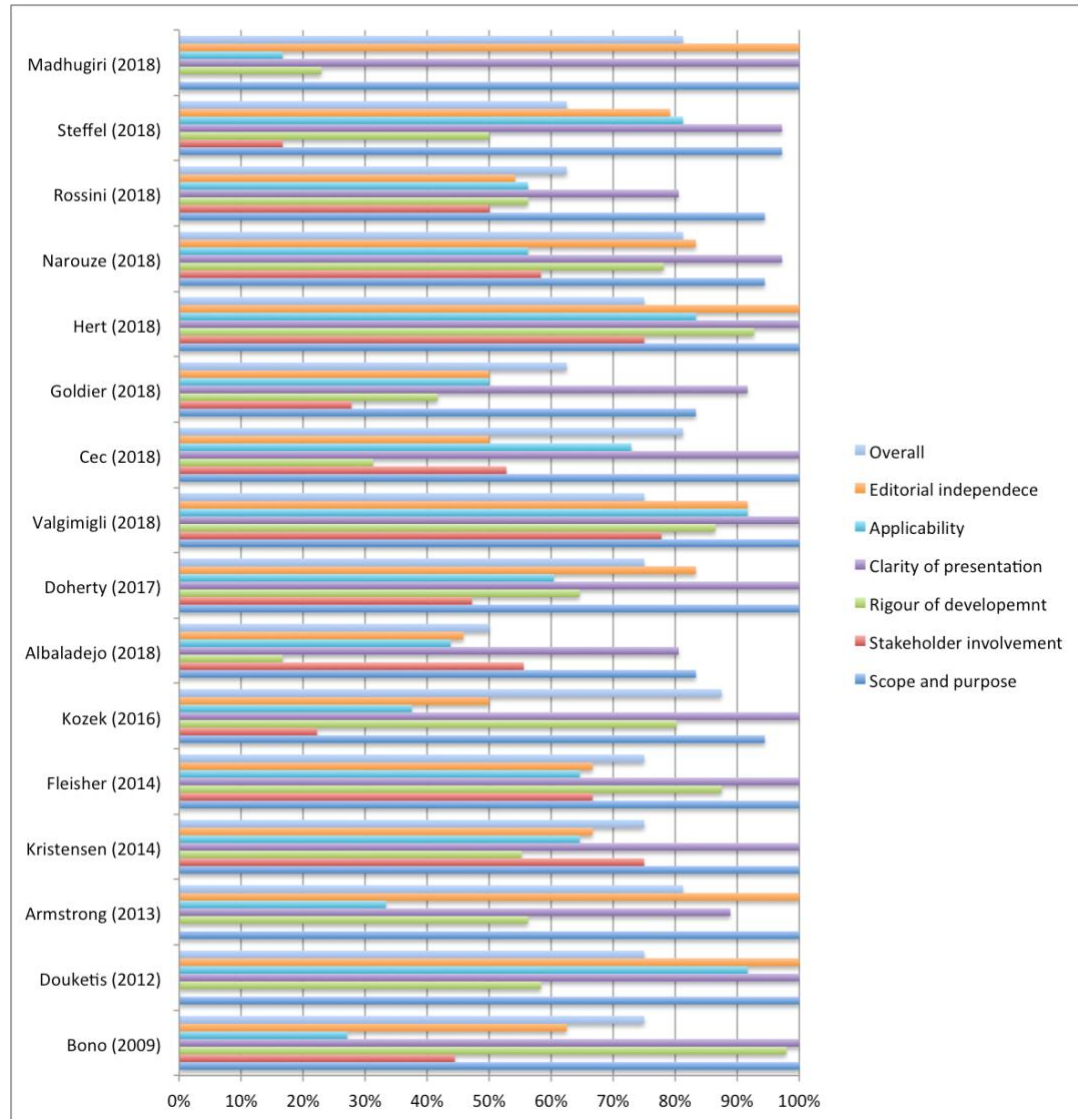 Madhugiri (2018)
Steffel (2018)
Rossini (2018)
Narouze (2018)
Hert (2018)
Goldier (2018)
Cec (2018)
Valgimigli (2018)
Doherty (2017)
Albaladejo (2018)
Kozek (2016)
Fleisher (2014)
Kristensen (2014)
Armstrong (2013)
Douketis (2012)
Bono (2009)
0% 10% 20% 30% 40% 50% 60% 70% 80% 90% 100%
Overall
Editorial independece
Applicability
Clarity of presentation
Rigour of developemnt
Stakeholder involvement
Scope and purpose